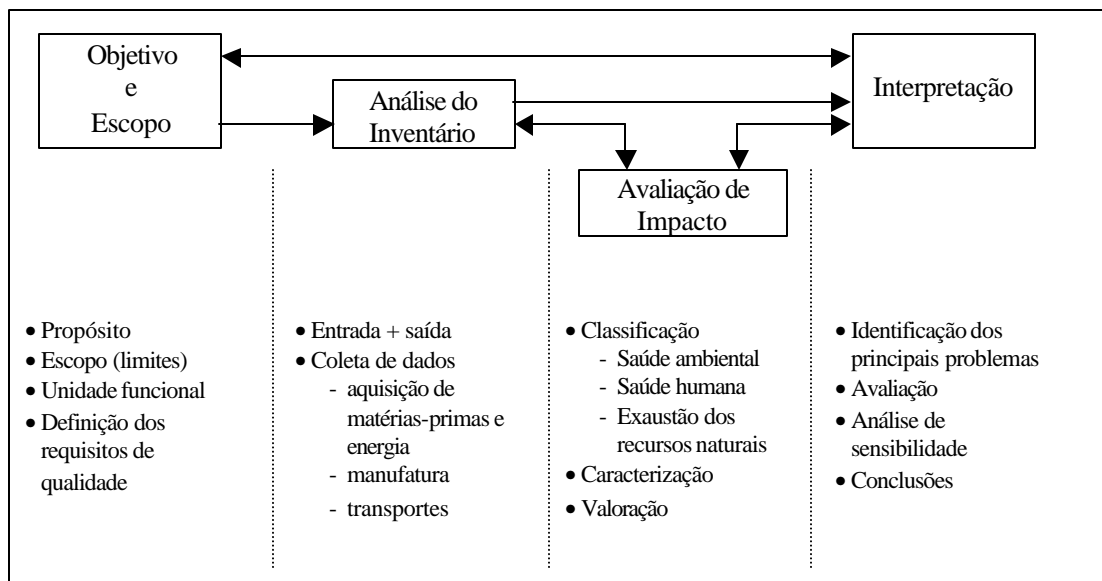 Objetivo
e
Escopo
Análise do
Inventário
Avaliação de
Impacto
Interpretação
• Propósito
• Escopo (limites)
• Unidade funcional
• Definição dos
requisitos de
qualidade
• Entrada + saída
• Coleta de dados
- aquisição de
matérias-primas e
energia
- manufatura
- transportes
• Classificação
- Saúde ambiental
- Saúde humana
- Exaustão dos
recursos naturais
• Caracterização
• Valoração
• Identificação dos
principais problemas
• Avaliação
• Análise de
sensibilidade
• Conclusões